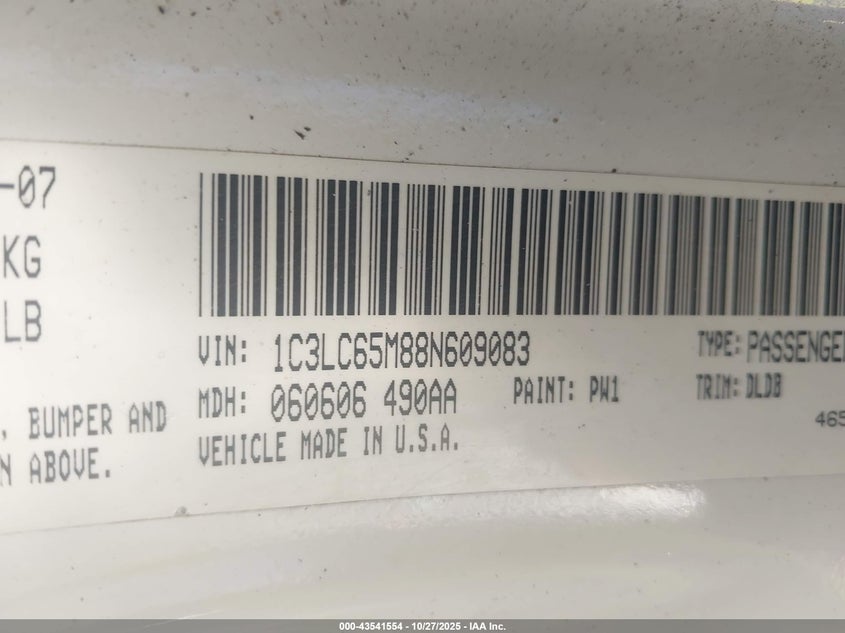 -07
KG
LB
VIN: 1C3LC65M88N609083
TYPE: PASSENGER
MDH: 060606 490AA
PAINT: PW1
TRIM: DLDB
465
, BUMPER AND
N ABOVE.
VEHICLE MADE IN U.S.A.
000-43541554 - 10/27/2025 - IAA Inc.